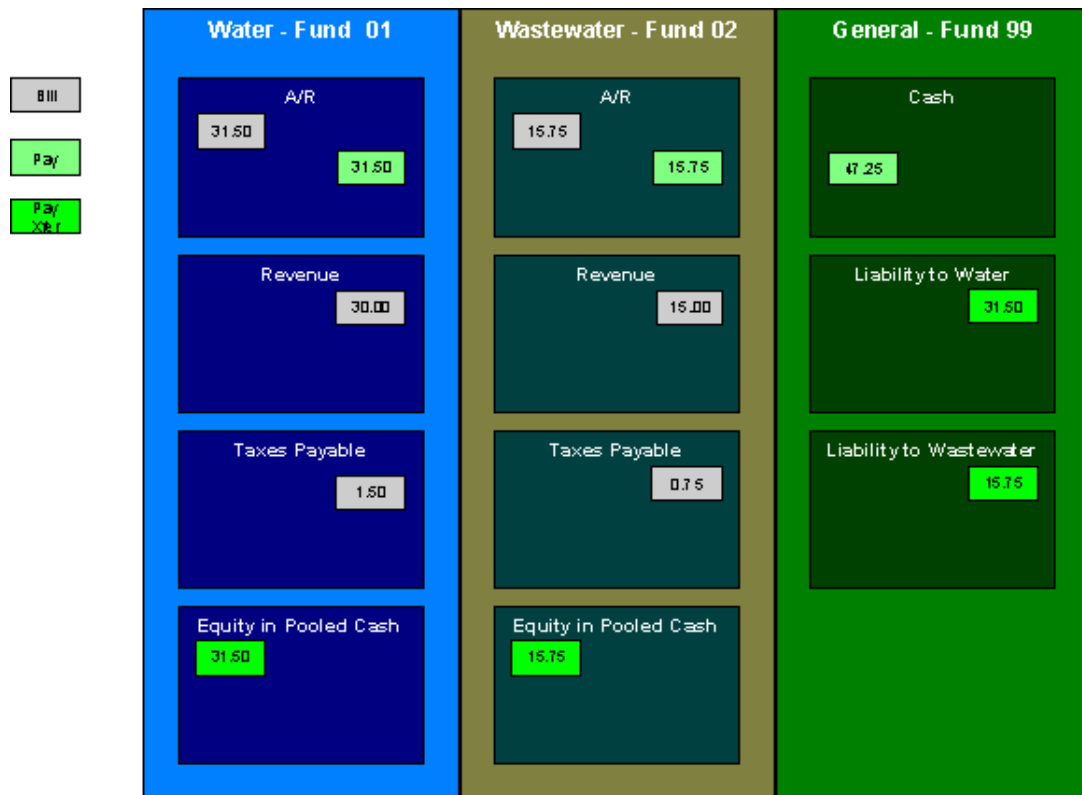 Water - Fund 01
Wastewater - Fund 02
General - Fund 99
Bill
Pay
Pay
Xfer
A/R
31.50
31.50
A/R
15.75
15.75
Cash
47.25
Revenue
30.00
Revenue
15.00
Liability to Water
31.50
Taxes Payable
1.50
Taxes Payable
0.75
Liability to Wastewater
15.75
Equity in Pooled Cash
31.50
Equity in Pooled Cash
15.75